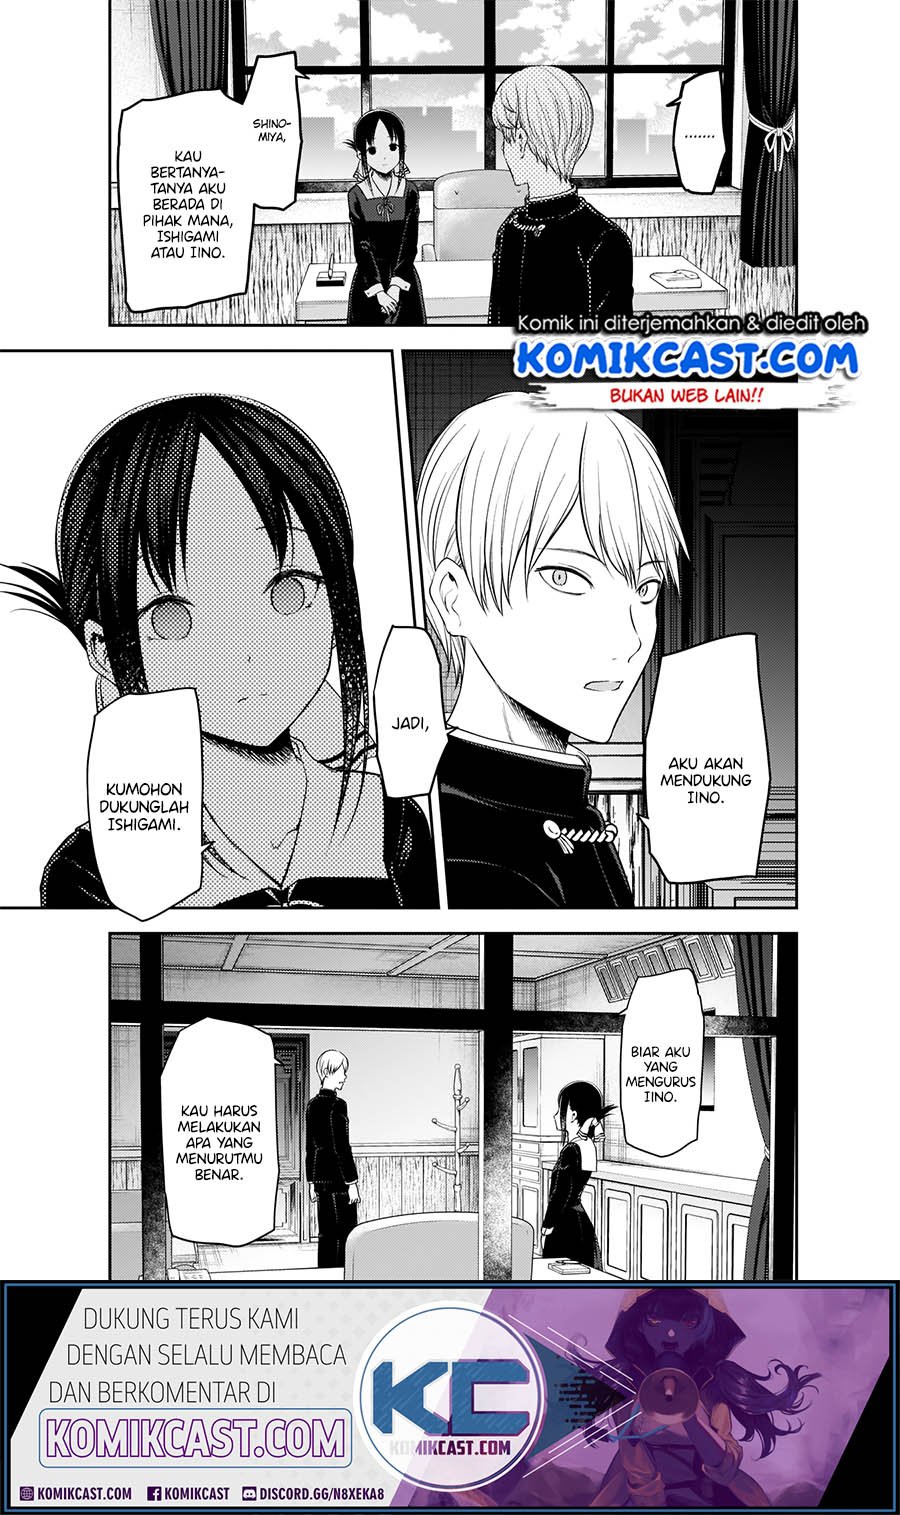 ........
SHINO-
MIYA,
KAU
BERTANYA-
TANYA AKU
BERADA DI
PIHAK MANA,
ISHIGAMI
ATAU IINO.
Komik ini diterjemahkan & diedit oleh
KOMIKCAST.COM
BUKAN WEB LAIN!!
AKU AKAN
MENDUKUNG
IINO.
JADI,
KUMOHON
DUKUNGLAH
ISHIGAMI.
BIAR AKU
YANG
MENGURUS
IINO.
KAU HARUS
MELAKUKAN
APA YANG
MENURUTMU
BENAR.
DUKUNG TERUS KAMI
DENGAN SELALU MEMBACA
DAN BERKOMENTAR DI
KOMIKCAST.COM
KC
KOMIKCAST.COM
KOMIKCAST.COM
KOMIKCAST
DISCORD.GG/N8XEKA8